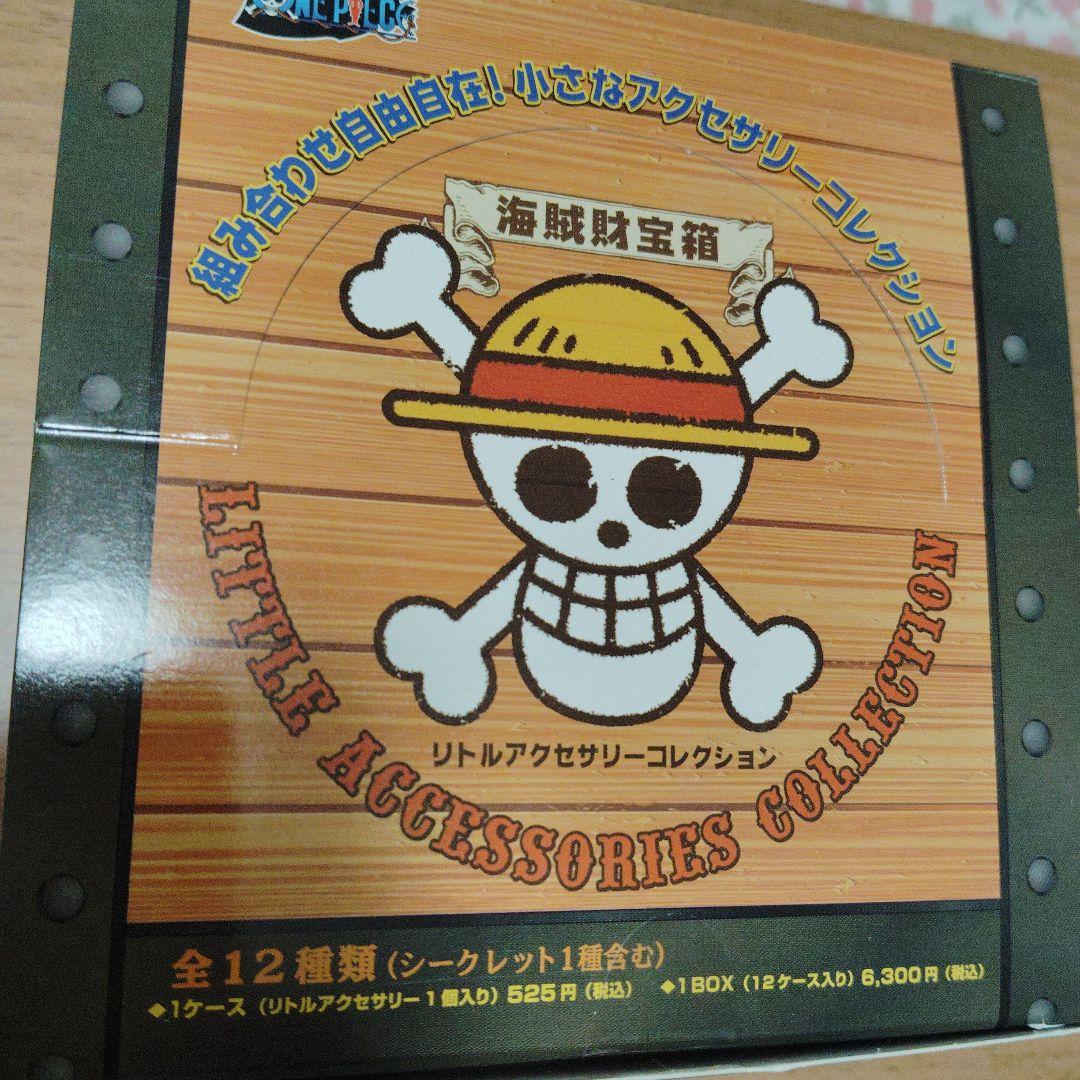 ONE PIECE
組み合わせ自由自在!小さなアクセサリーコレクション
海賊財宝箱
リトルアクセサリーコレクション
LITTLE ACCESSORIES COLLECTION
全12種類(シークレット1種含む)
◆1ケース(リトルアクセサリー1個入り)525円(税込) ◆1BOX(12ケース入り)6,300円(税込)